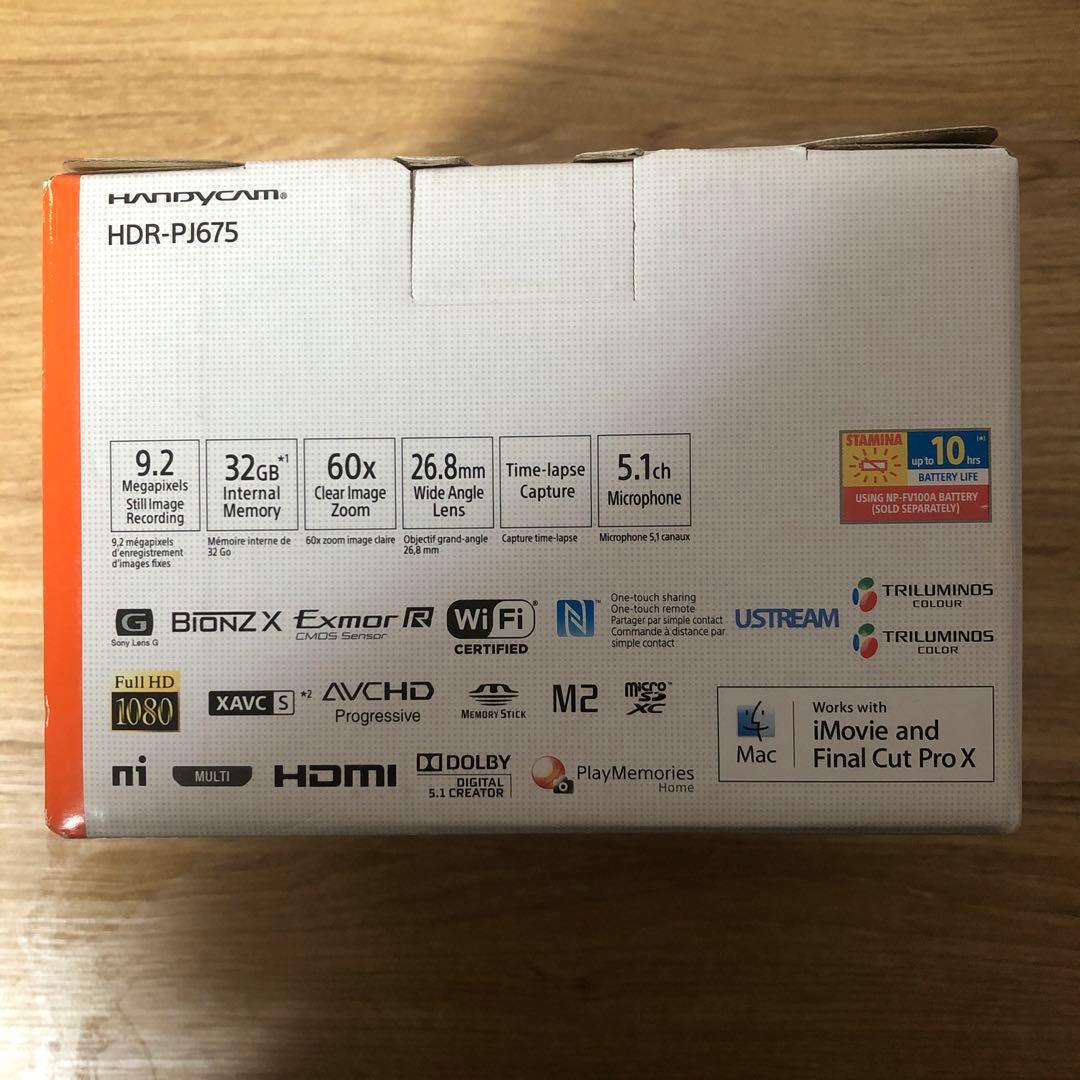 HANDYCAM®
HDR-PJ675
9.2
Megapixels
Still Image
Recording
9,2 mégapixels
d'enregistrement
d'images fixes
32GB*1
Internal
Memory
Mémoire interne de
32 Go
60x
Clear Image
Zoom
60x zoom image claire
26.8mm
Wide Angle
Lens
Objectif grand-angle
26,8 mm
Time-lapse
Capture
Capture time-lapse
5.1ch
Microphone
Microphone 5,1 canaux
STAMINA
up to 10 hrs (*)
BATTERY LIFE
USING NP-FV100A BATTERY
(SOLD SEPARATELY)
G
Sony Lens G
BIONZ X
Exmor R
CMOS Sensor
Wi Fi®
CERTIFIED
N™
One-touch sharing
One-touch remote
Partager par simple contact
Commande à distance par
simple contact
USTREAM
TRILUMINOS
COLOUR
TRILUMINOS
COLOR
Full HD
1080
XAVC S *2
AVCHD
Progressive
MEMORY STICK
M2
micro™
SD
XC
Mac
Works with
iMovie and
Final Cut Pro X
ni
MULTI
HDMI
DOLBY
DIGITAL
5.1 CREATOR
PlayMemories
Home